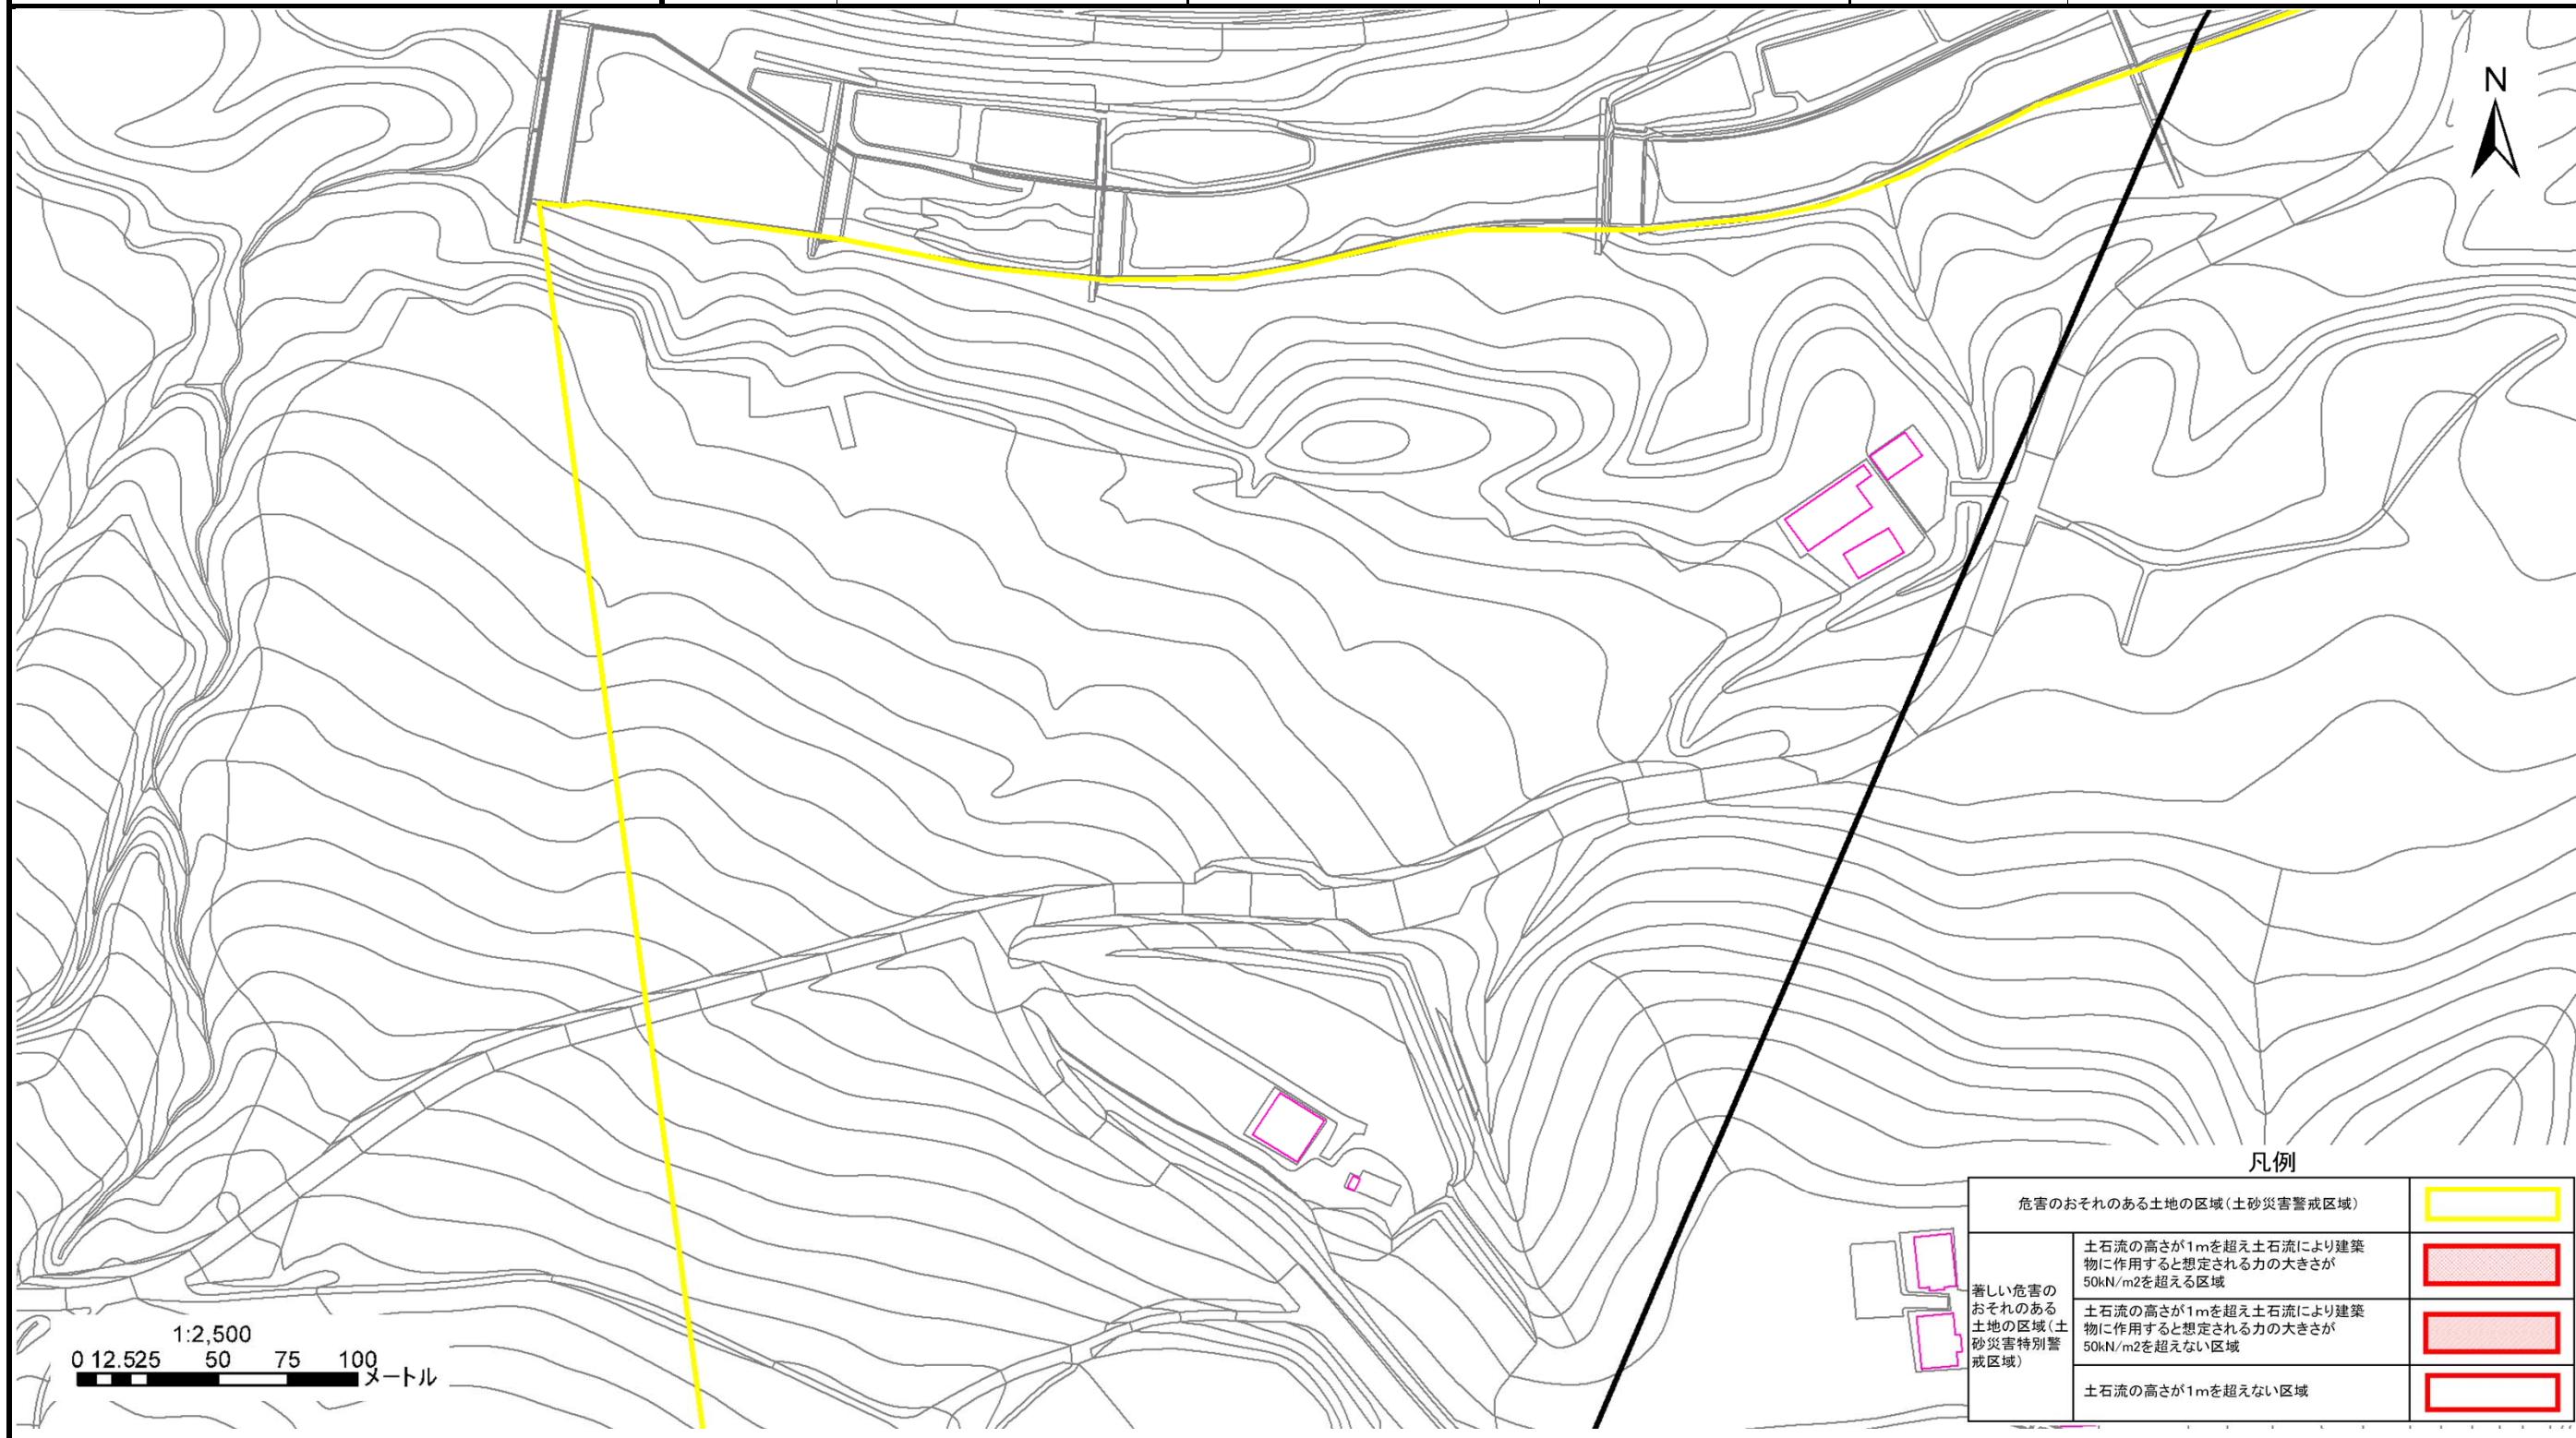 N
凡例
危害のおそれのある土地の区域(土砂災害警戒区域)
著しい危害の
おそれのある
土地の区域(土
砂災害特別警
戒区域)
土石流の高さが1mを超え土石流により建築
物に作用すると想定される力の大きさが
50kN/m2を超える区域
土石流の高さが1mを超え土石流により建築
物に作用すると想定される力の大きさが
50kN/m2を超えない区域
土石流の高さが1mを超えない区域
1:2,500
0 12.525 50 75 100
メートル